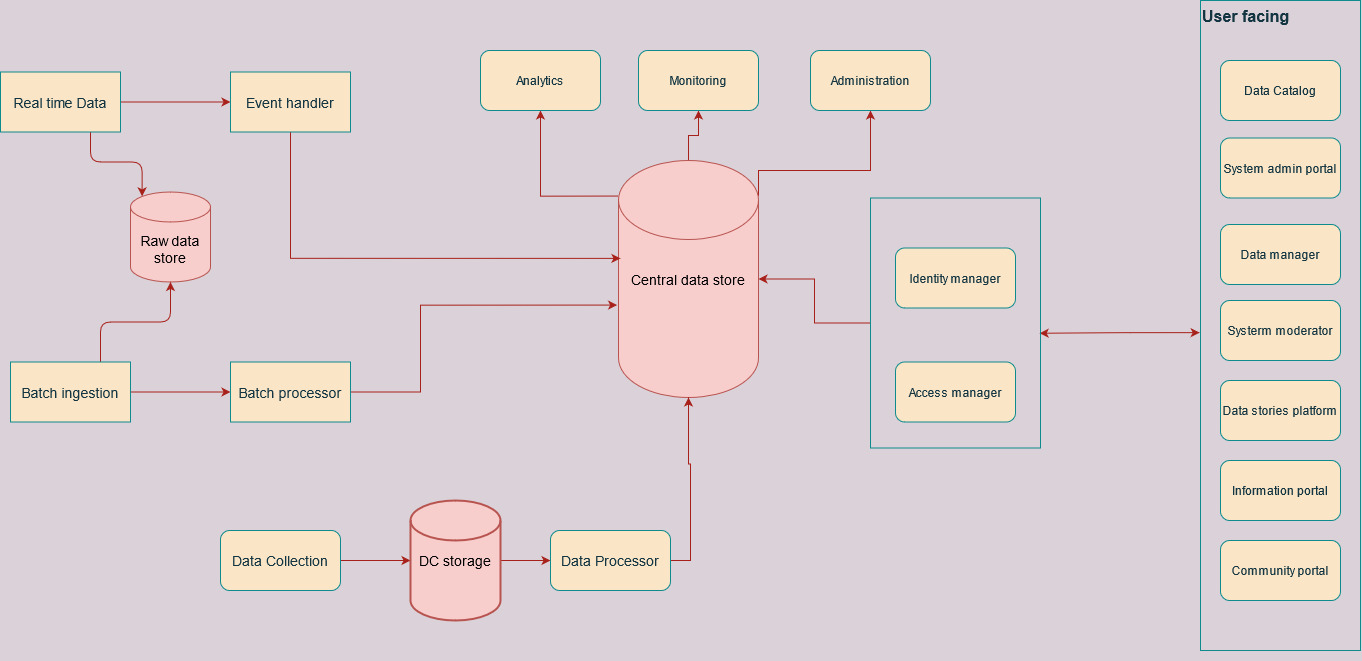 User facing
Analytics
Monitoring
Administration
Real time Data
Event handler
Data Catalog
System admin portal
Raw data
store
Data manager
Identity manager
Central data store
Systerm moderator
Batch ingestion
Batch processor
Access manager
Data stories platform
Information portal
Data Collection
DC storage
Data Processor
Community portal